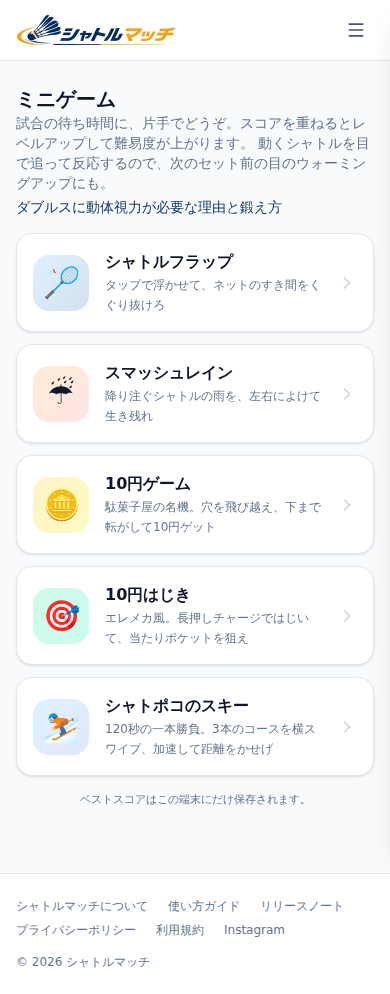 シャトルマッチ
ミニゲーム
試合の待ち時間に、片手でどうぞ。スコアを重ねるとレ
ベルアップして難易度が上がります。 動くシャトルを目
で追って反応するので、次のセット前の目のウォーミン
グアップにも。
ダブルスに動体視力が必要な理由と鍛え方
シャトルフラップ
タップで浮かせて、ネットのすき間をく
ぐり抜けろ
スマッシュレイン
降り注ぐシャトルの雨を、左右によけて
生き残れ
10円ゲーム
駄菓子屋の名機。穴を飛び越え、下まで
転がして10円ゲット
10円はじき
エレメカ風。長押しチャージではじい
て、当たりポケットを狙え
シャトポコのスキー
120秒の一本勝負。3本のコースを横ス
ワイプ、加速して距離をかせげ
ベストスコアはこの端末にだけ保存されます。
シャトルマッチについて 使い方ガイド リリースノート
プライバシーポリシー 利用規約 Instagram
© 2026 シャトルマッチ